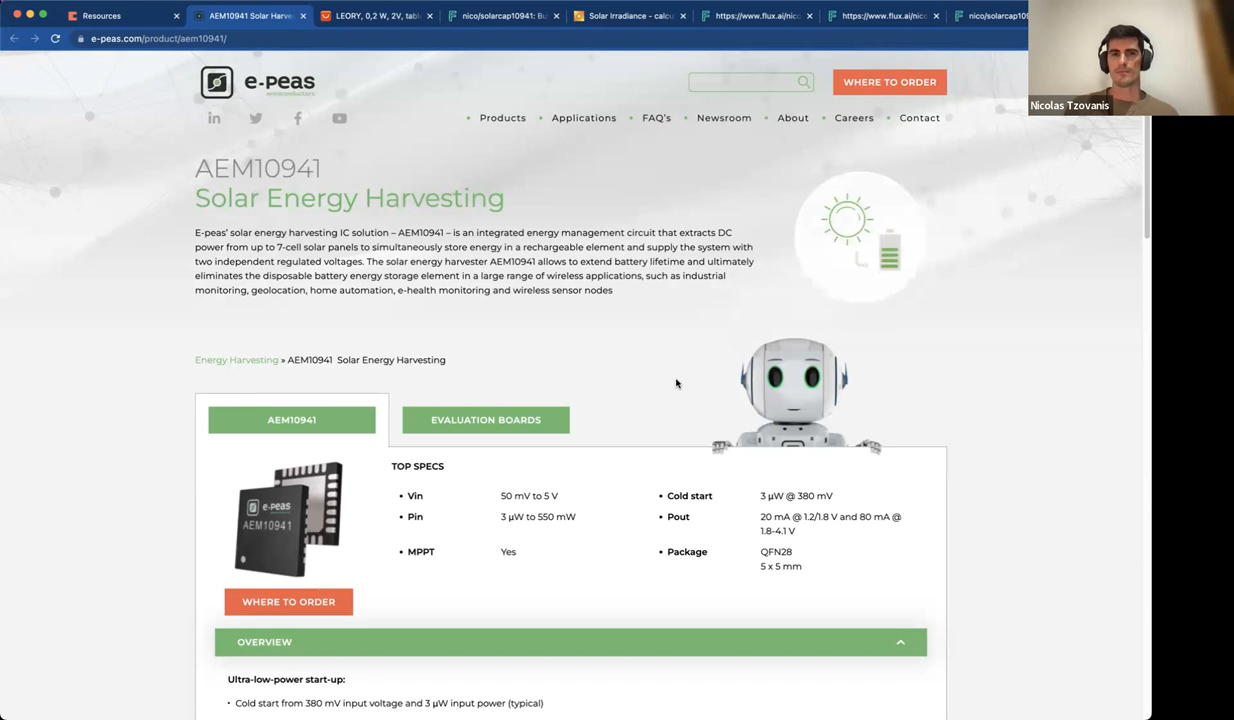 Resources
AEM10941 Solar Harve
LEORY, 0,2 W, 2V, tab
nico/solarcap10941: Bu
Solar Irradiance - calcu
https://www.flux.ai/nico
https://www.flux.ai/nico
nico/solarcap109
e-peas.com/product/aem10941/
Nicolas Tzovanis
e-peas
semiconductors
WHERE TO ORDER
Products
Applications
FAQ's
Newsroom
About
Careers
Contact
AEM10941
Solar Energy Harvesting
E-peas' solar energy harvesting IC solution – AEM10941 – is an integrated energy management circuit that extracts DC
power from up to 7-cell solar panels to simultaneously store energy in a rechargeable element and supply the system with
two independent regulated voltages. The solar energy harvester AEM10941 allows to extend battery lifetime and ultimately
eliminates the disposable battery energy storage element in a large range of wireless applications, such as industrial
monitoring, geolocation, home automation, e-health monitoring and wireless sensor nodes
Energy Harvesting » AEM10941 Solar Energy Harvesting
AEM10941
EVALUATION BOARDS
TOP SPECS
• Vin 50 mV to 5 V
• Cold start 3 µW @ 380 mV
• Pin 3 µW to 550 mW
• Pout 20 mA @ 1.2/1.8 V and 80 mA @
1.8-4.1 V
• MPPT Yes
• Package QFN28
5 x 5 mm
e-peas
AEM10941
WHERE TO ORDER
OVERVIEW
Ultra-low-power start-up:
• Cold start from 380 mV input voltage and 3 µW input power (typical)